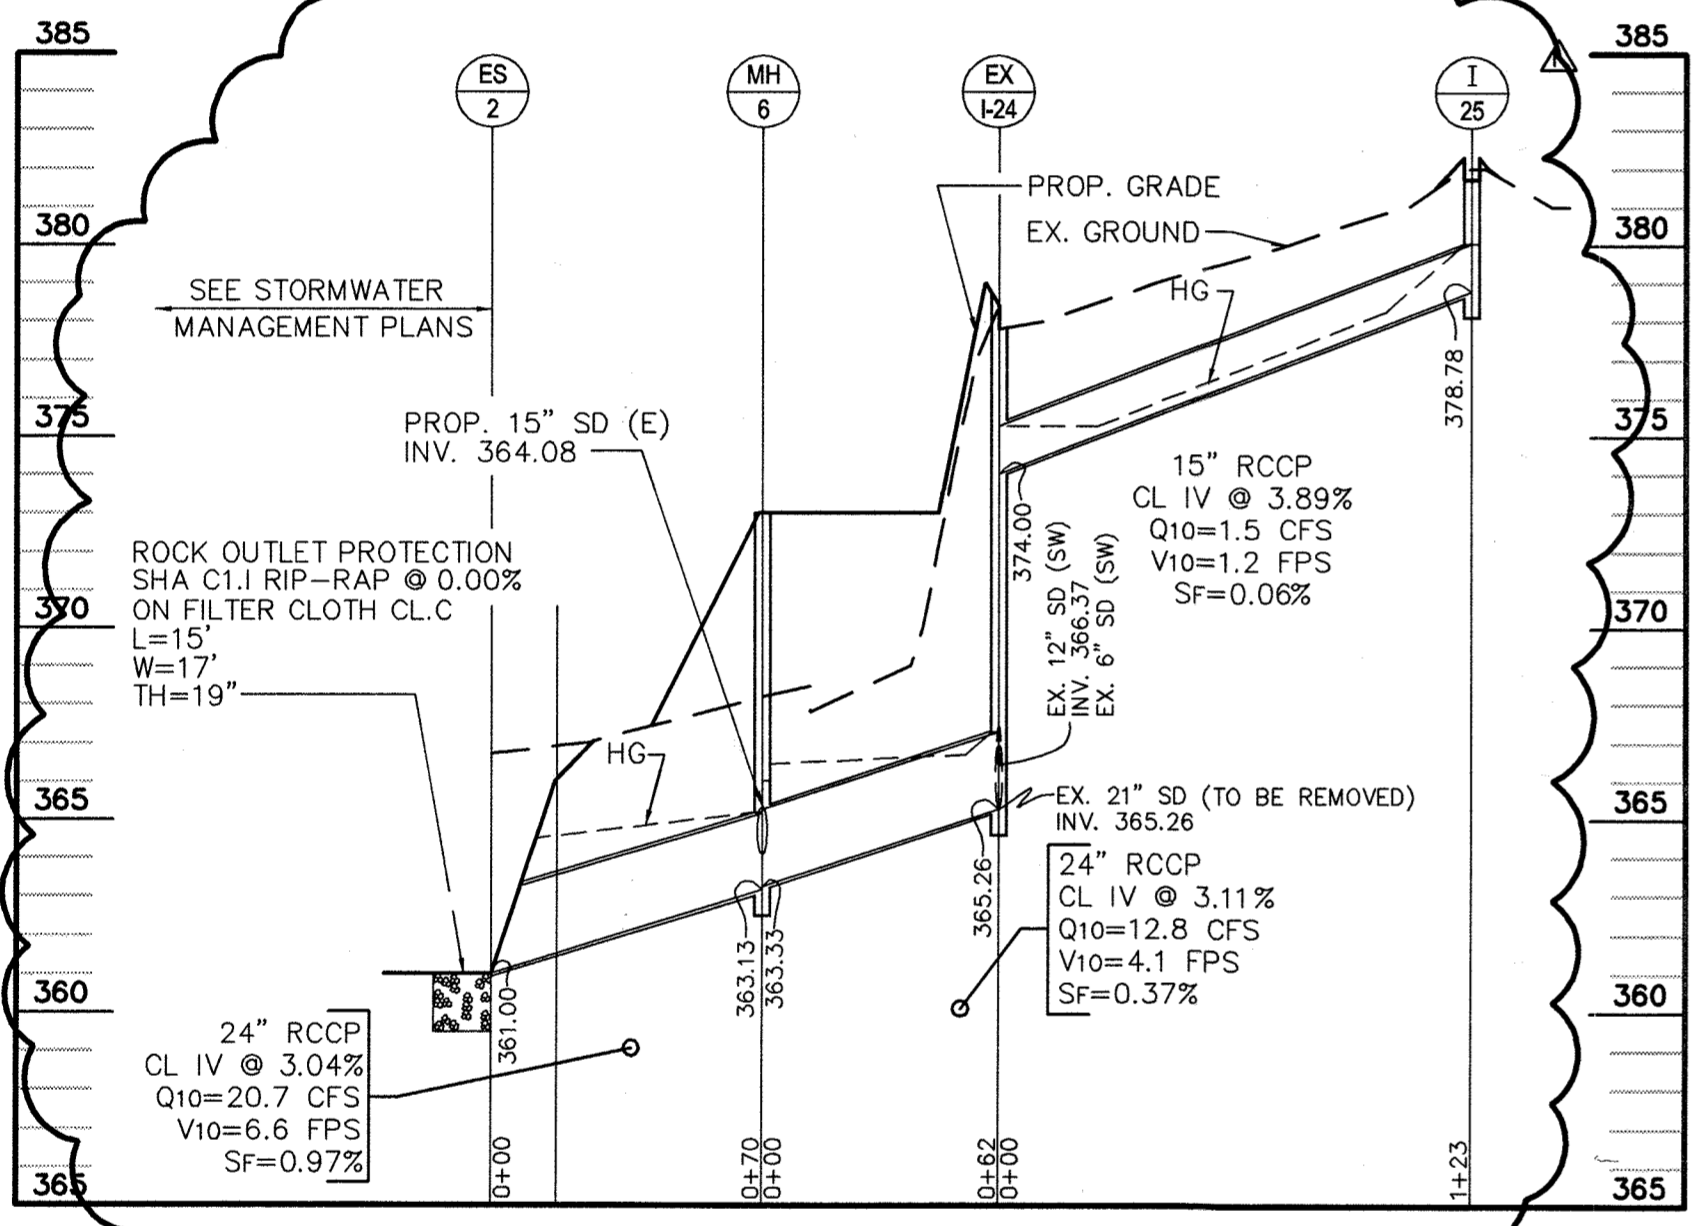 385
385
ES
2
MH
6
EX
I-24
I
25
PROP. GRADE
EX. GROUND
380
380
SEE STORMWATER
MANAGEMENT PLANS
HG
378.78
375
375
PROP. 15” SD (E)
INV. 364.08
15” RCCP
CL IV @ 3.89%
Q10=1.5 CFS
V10=1.2 FPS
SF=0.06%
374.00
EX. 12” SD (SW)
INV. 366.37
EX. 6” SD (SW)
ROCK OUTLET PROTECTION
SHA C1.I RIP-RAP @ 0.00%
ON FILTER CLOTH CL.C
L=15'
W=17'
TH=19”
370
370
HG
365
365
EX. 21” SD (TO BE REMOVED)
INV. 365.26
365.26
24” RCCP
CL IV @ 3.11%
Q10=12.8 CFS
V10=4.1 FPS
SF=0.37%
363.13
363.33
361.00
360
360
24” RCCP
CL IV @ 3.04%
Q10=20.7 CFS
V10=6.6 FPS
SF=0.97%
365
365
0+00
0+70
0+00
0+62
0+00
1+23